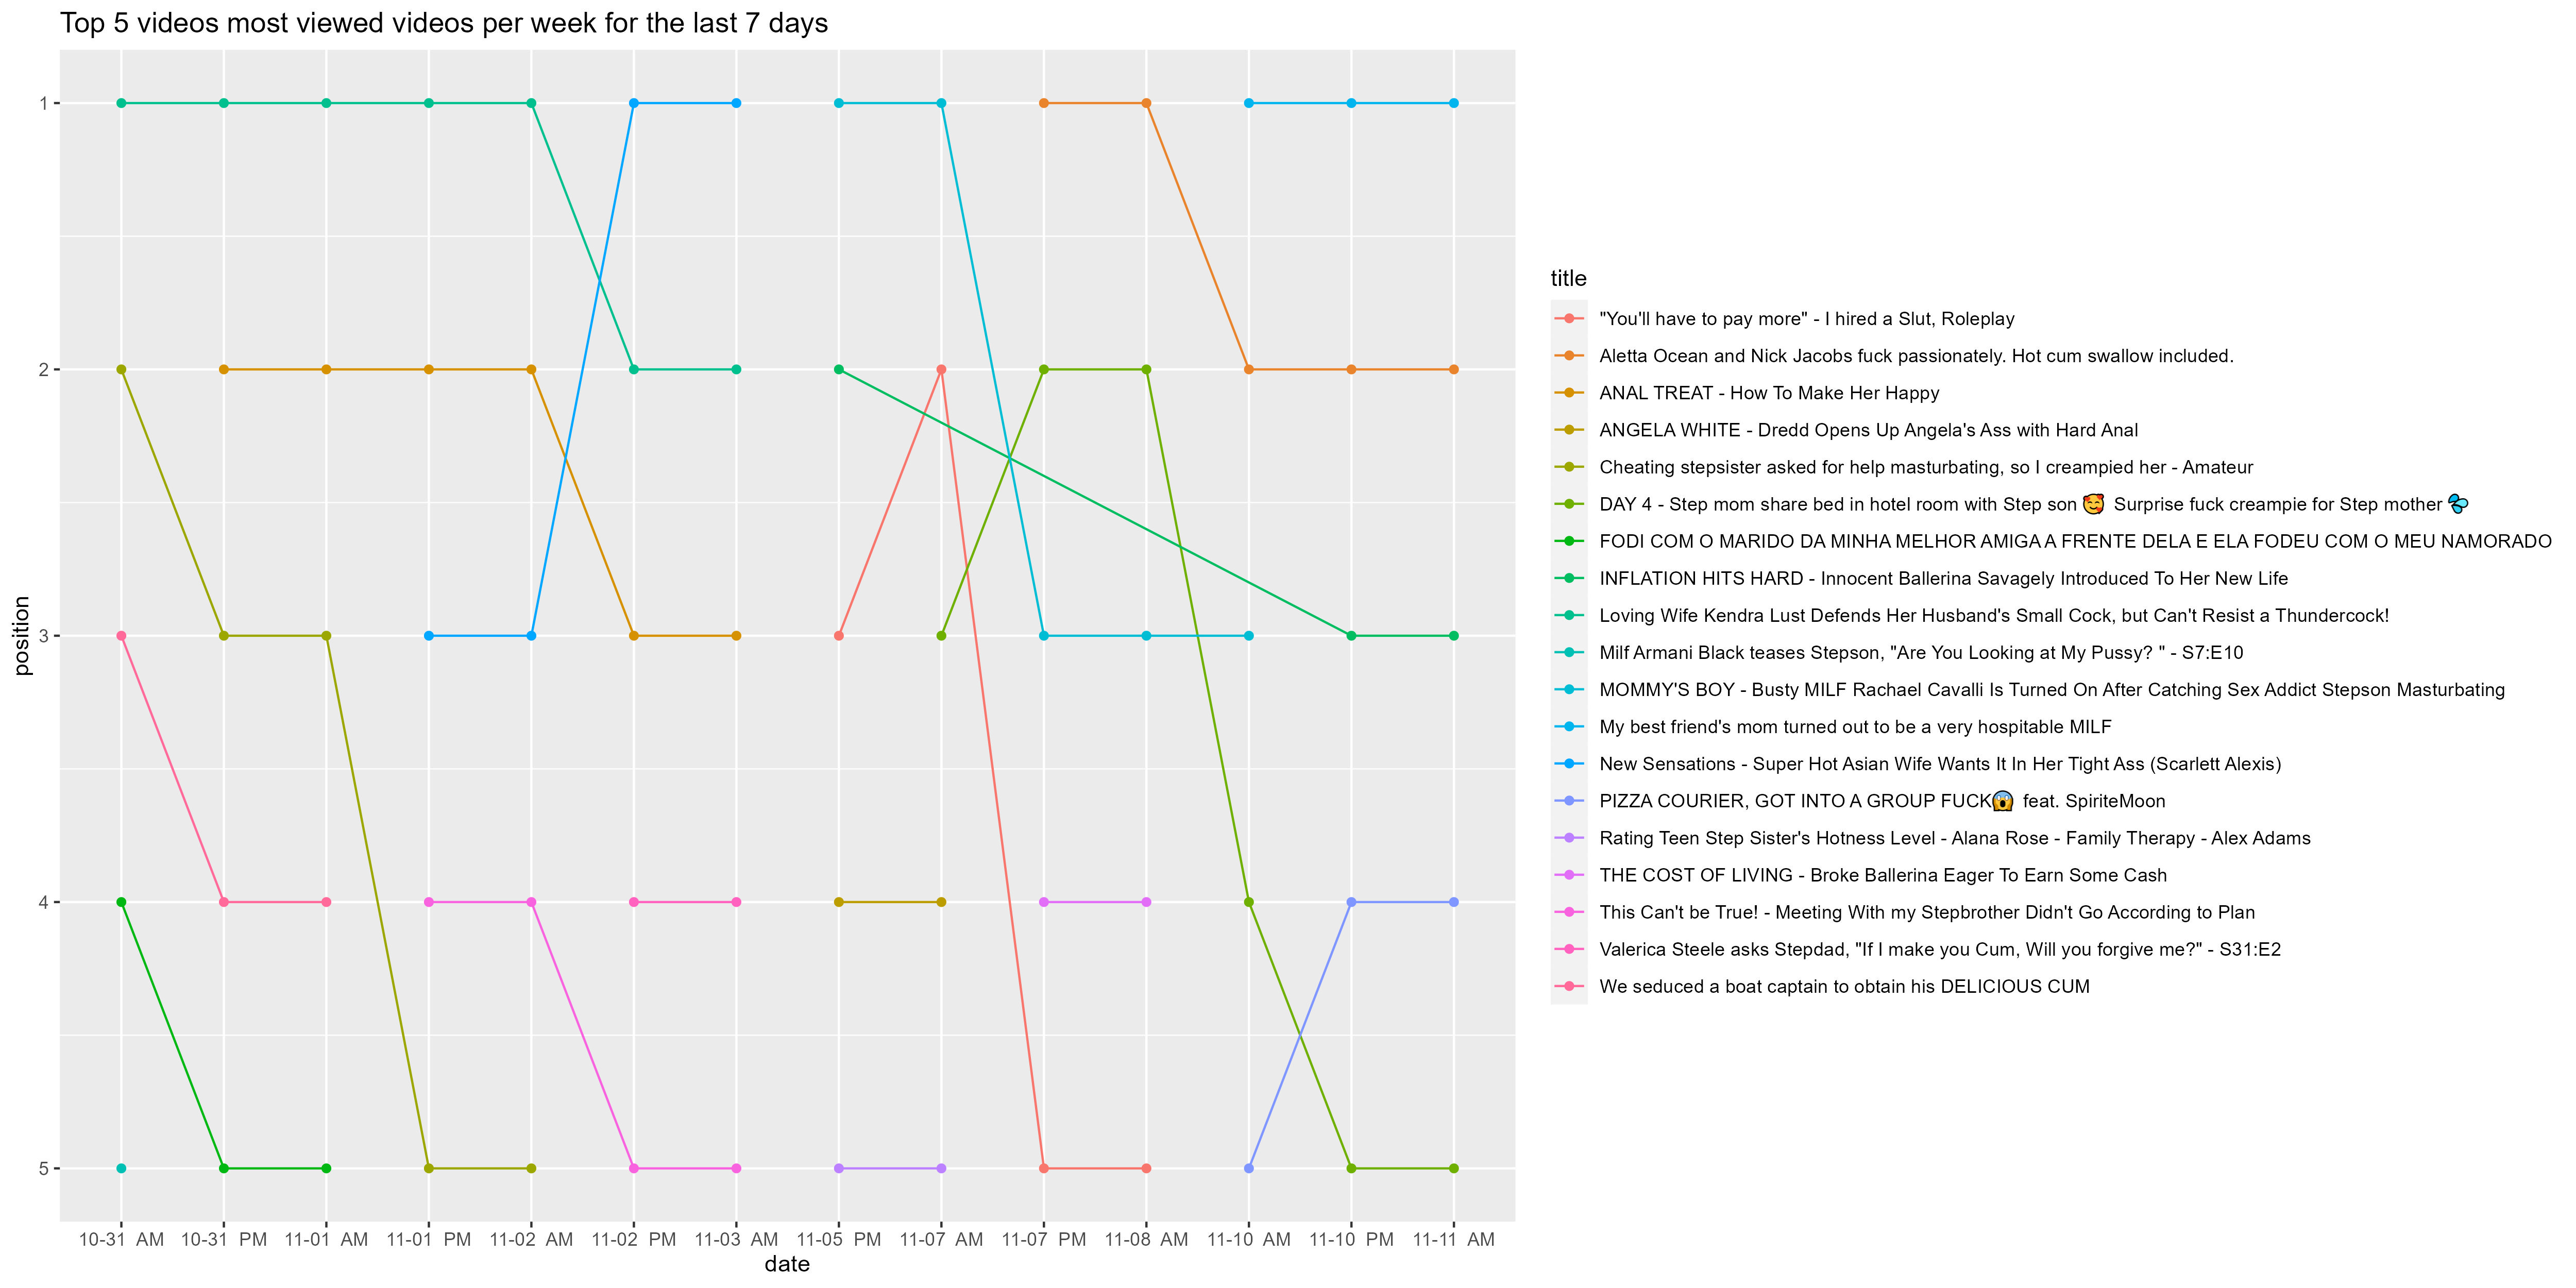 Top 5 videos most viewed videos per week for the last 7 days
position
1
2
3
4
5
10-31 AM
10-31 PM
11-01 AM
11-01 PM
11-02 AM
11-02 PM
11-03 AM
11-05 PM
11-07 AM
11-07 PM
11-08 AM
11-10 AM
11-10 PM
11-11 AM
date
title
"You'll have to pay more" - I hired a Slut, Roleplay
Aletta Ocean and Nick Jacobs fuck passionately. Hot cum swallow included.
ANAL TREAT - How To Make Her Happy
ANGELA WHITE - Dredd Opens Up Angela's Ass with Hard Anal
Cheating stepsister asked for help masturbating, so I creampied her - Amateur
DAY 4 - Step mom share bed in hotel room with Step son 🥰 Surprise fuck creampie for Step mother 💦
FODI COM O MARIDO DA MINHA MELHOR AMIGA A FRENTE DELA E ELA FODEU COM O MEU NAMORADO
INFLATION HITS HARD - Innocent Ballerina Savagely Introduced To Her New Life
Loving Wife Kendra Lust Defends Her Husband's Small Cock, but Can't Resist a Thundercock!
Milf Armani Black teases Stepson, "Are You Looking at My Pussy? " - S7:E10
MOMMY'S BOY - Busty MILF Rachael Cavalli Is Turned On After Catching Sex Addict Stepson Masturbating
My best friend's mom turned out to be a very hospitable MILF
New Sensations - Super Hot Asian Wife Wants It In Her Tight Ass (Scarlett Alexis)
PIZZA COURIER, GOT INTO A GROUP FUCK😱 feat. SpiriteMoon
Rating Teen Step Sister's Hotness Level - Alana Rose - Family Therapy - Alex Adams
THE COST OF LIVING - Broke Ballerina Eager To Earn Some Cash
This Can't be True! - Meeting With my Stepbrother Didn't Go According to Plan
Valerica Steele asks Stepdad, "If I make you Cum, Will you forgive me?" - S31:E2
We seduced a boat captain to obtain his DELICIOUS CUM